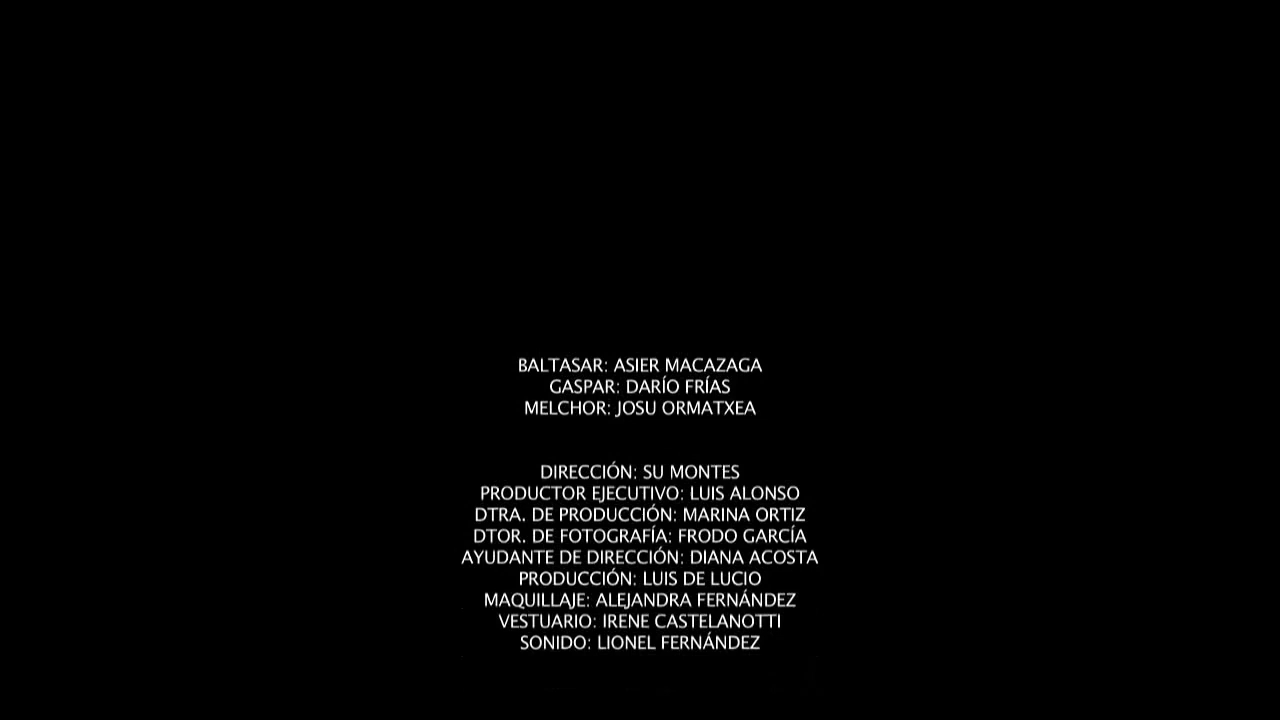 BALTASAR: ASIER MACAZAGA
GASPAR: DARÍO FRÍAS
MELCHOR: JOSU ORMATXEA
DIRECCIÓN: SU MONTES
PRODUCTOR EJECUTIVO: LUIS ALONSO
DTRA. DE PRODUCCIÓN: MARINA ORTIZ
DTOR. DE FOTOGRAFÍA: FRODO GARCÍA
AYUDANTE DE DIRECCIÓN: DIANA ACOSTA
PRODUCCIÓN: LUIS DE LUCIO
MAQUILLAJE: ALEJANDRA FERNÁNDEZ
VESTUARIO: IRENE CASTELANOTTI
SONIDO: LIONEL FERNÁNDEZ